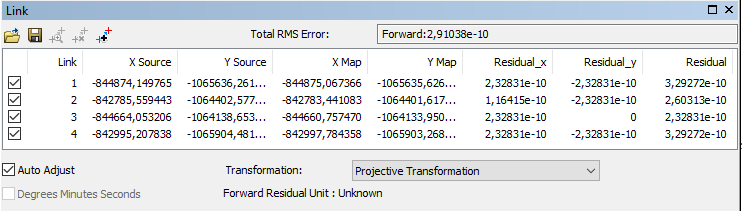 Link
Total RMS Error: Forward:2,91038e-10
Link X Source Y Source X Map Y Map Residual_x Residual_y Residual
1 -844874,149765 -1065636,261... -844875,067366 -1065635,626... 2,32831e-10 -2,32831e-10 3,29272e-10
2 -842785,559443 -1064402,577... -842783,441083 -1064401,617... 1,16415e-10 -2,32831e-10 2,60313e-10
3 -844664,053206 -1064138,653... -844660,757470 -1064133,950... 2,32831e-10 0 2,32831e-10
4 -842995,207838 -1065904,481... -842997,784358 -1065903,268... 2,32831e-10 -2,32831e-10 3,29272e-10
Auto Adjust Transformation: Projective Transformation
Degrees Minutes Seconds Forward Residual Unit : Unknown